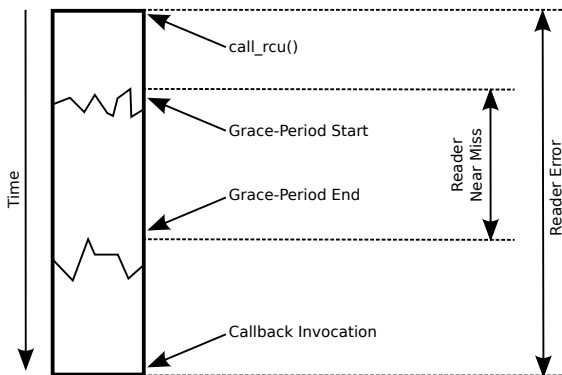 call_rcu()
Grace-Period Start
Reader
Near Miss
Reader Error
Time
Grace-Period End
Callback Invocation